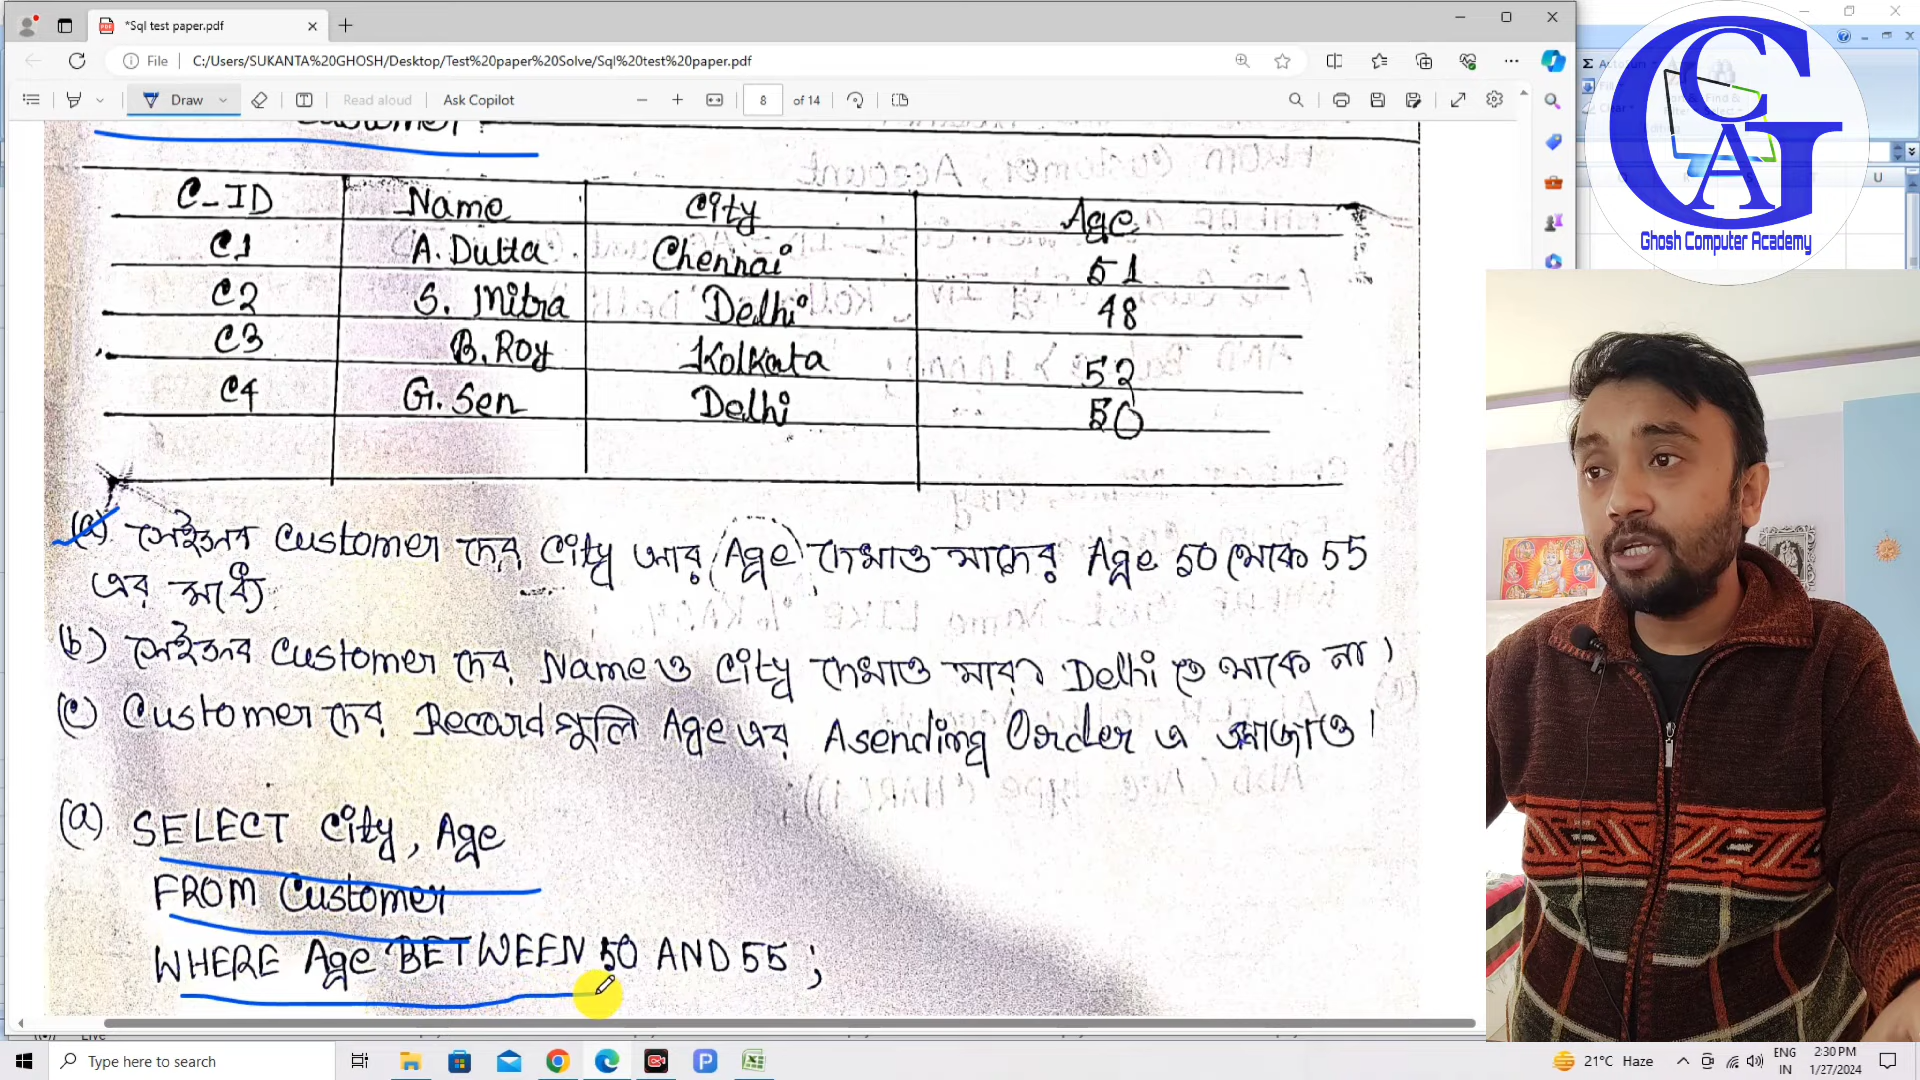 *Sql test paper.pdf
File C:/Users/SUKANTA%20GHOSH/Desktop/Test%20paper%20Solve/Sql%20test%20paper.pdf
Draw Read aloud Ask Copilot 8 of 14
Customer
C_ID Name City Age
C1 A. Dutta Chennai 51
C2 S. Mitra Delhi 48
C3 B. Roy Kolkata 52
C4 G. Sen Delhi 50
(a) সেইসব Customer দের City আর Age দেখাও যাদের Age 50 থেকে 55
এর মধ্যে
(b) সেইসব Customer দের Name ও City দেখাও যারা Delhi তে থাকে না।
(c) Customer দের Record গুলি Age এর Asending Order এ সাজাও।
(a) SELECT City, Age
FROM Customer
WHERE Age BETWEEN 50 AND 55 ;
GCA
Ghosh Computer Academy
U
Type here to search
21°C Haze
ENG
IN
2:30 PM
1/27/2024